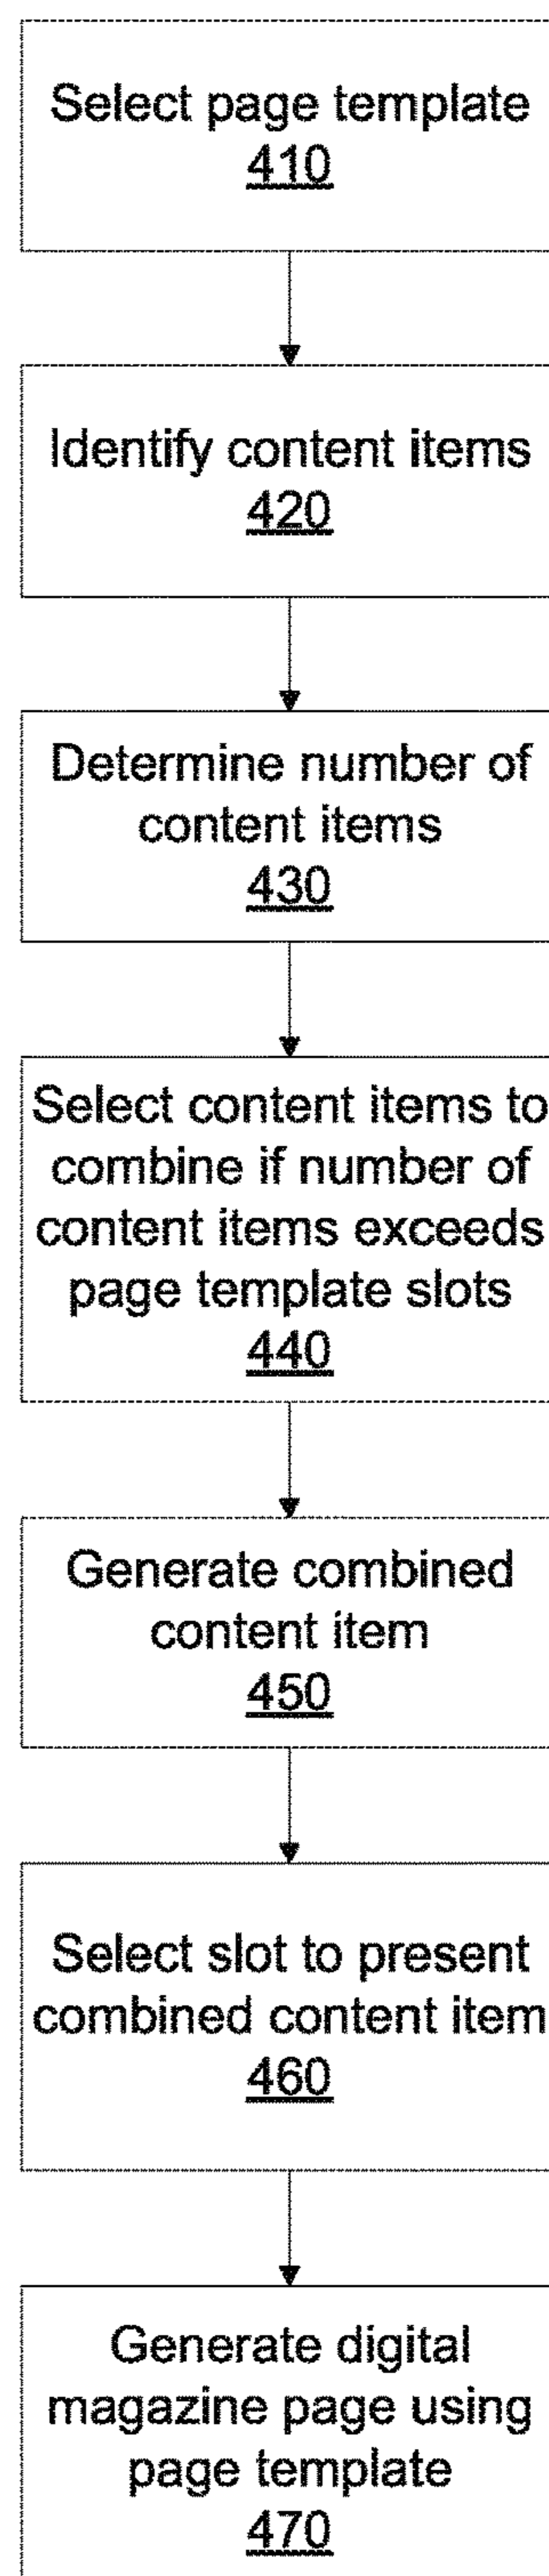 Select page template
410
Identify content items
420
Determine number of
content items
430
Select content items to
combine if number of
content items exceeds
page template slots
440
Generate combined
content item
450
Select slot to present
combined content item
460
Generate digital
magazine page using
page template
470